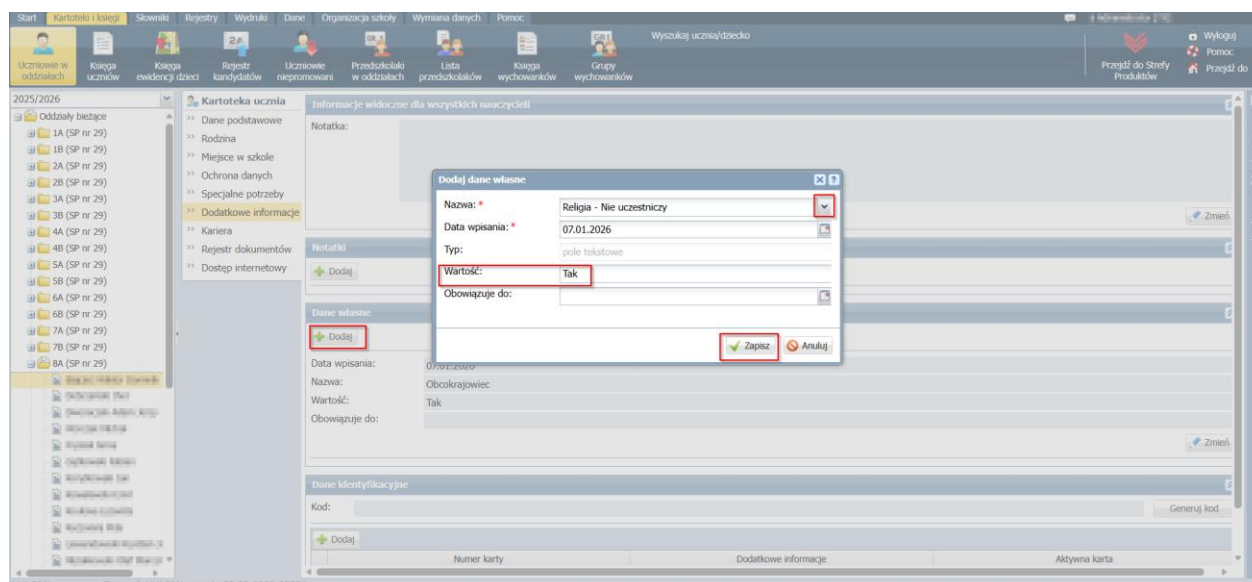 Start Kartoteki i księgi Słowniki Rejestry Wydruki Dane Organizacja szkoły Wymiana danych Pomoc
Uczniowie w oddziałach
Księga uczniów
Księga ewidencji dzieci
Rejestr kandydatów
Uczniowie niepromowani
Przedszkolaki w oddziałach
Lista przedszkolaków
Księga wychowanków
Grupy wychowanków
Wyszukaj ucznia/dziecko
Przejdź do Strefy Produktów
Wyloguj
Pomoc
Przejdź do
2025/2026
Oddziały bieżące
1A (SP nr 29)
1B (SP nr 29)
2A (SP nr 29)
2B (SP nr 29)
3A (SP nr 29)
3B (SP nr 29)
4A (SP nr 29)
4B (SP nr 29)
5A (SP nr 29)
5B (SP nr 29)
6A (SP nr 29)
6B (SP nr 29)
7A (SP nr 29)
7B (SP nr 29)
8A (SP nr 29)
Kartoteka ucznia
Dane podstawowe
Rodzina
Miejsce w szkole
Ochrona danych
Specjalne potrzeby
Dodatkowe informacje
Kariera
Rejestr dokumentów
Dostęp internetowy
Informacje widoczne dla wszystkich nauczycieli
Notatka:
Zmień
Notatki
Dodaj
Dane własne
Dodaj
Data wpisania: 07.01.2026
Nazwa: Obcokrajowiec
Wartość: Tak
Obowiązuje do:
Zmień
Dane identyfikacyjne
Kod:
Generuj kod
Dodaj
Numer karty Dodatkowe informacje Aktywna karta
Dodaj dane własne
Nazwa: * Religia - Nie uczestniczy
Data wpisania: * 07.01.2026
Typ: pole tekstowe
Wartość: Tak
Obowiązuje do:
Zapisz Anuluj